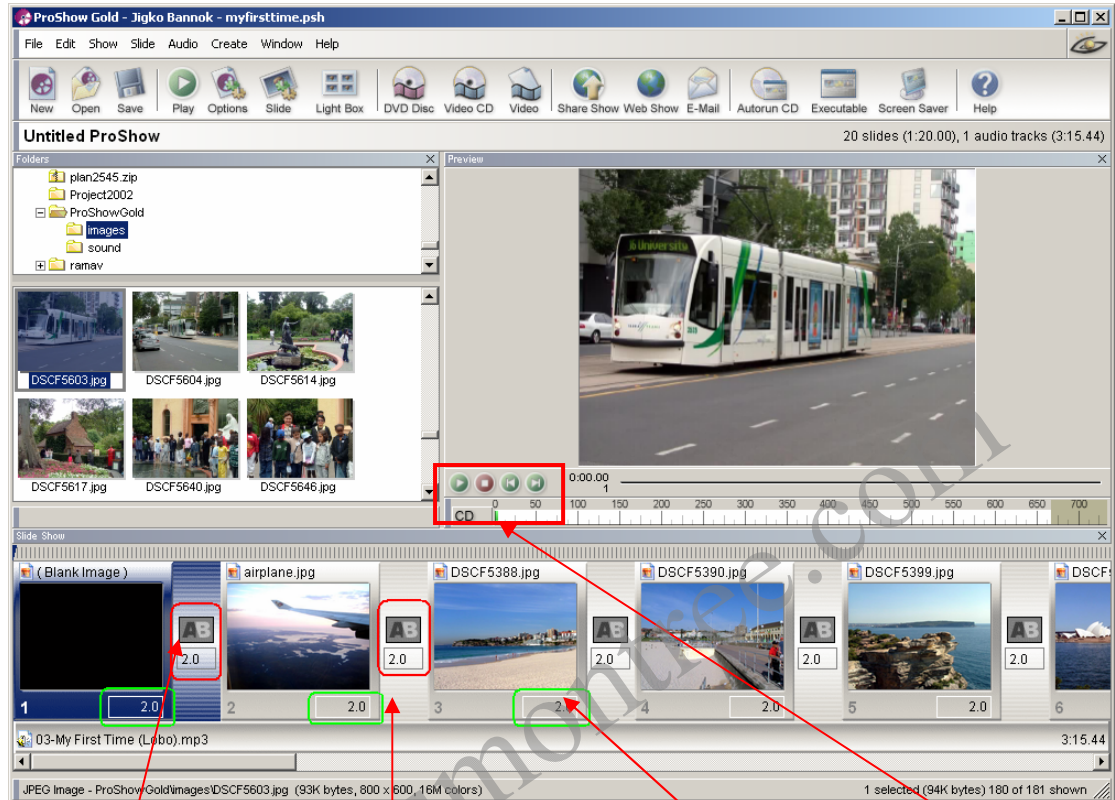 ProShow Gold - Jigko Bannok - myfirsttime.psh
File Edit Show Slide Audio Create Window Help
New Open Save Play Options Slide Light Box DVD Disc Video CD Video Share Show Web Show E-Mail Autorun CD Executable Screen Saver Help
Untitled ProShow
20 slides (1:20.00), 1 audio tracks (3:15.44)
Folders
plan2545.zip
Project2002
ProShowGold
images
sound
ramav
DSCF5603.jpg DSCF5604.jpg DSCF5614.jpg
DSCF5617.jpg DSCF5640.jpg DSCF5646.jpg
Preview
16 University
0:00.00
1
CD 0 50 100 150 200 250 300 350 400 450 500 550 600 650 700
Slide Show
( Blank Image ) airplane.jpg DSCF5388.jpg DSCF5390.jpg DSCF5399.jpg DSCF5
AB AB AB AB AB
2.0 2.0 2.0 2.0 2.0
1 2.0 2 2.0 3 2.0 4 2.0 5 2.0 6
03-My First Time (Lobo).mp3 3:15.44
JPEG Image - ProShowGold\images\DSCF5603.jpg (93K bytes, 800 x 600, 16M colors) 1 selected (94K bytes) 180 of 181 shown